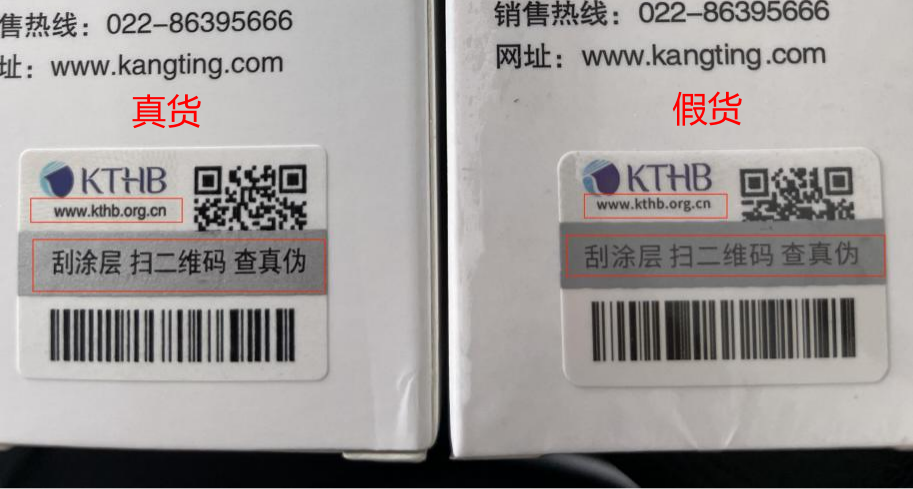 售热线：022-86395666
址：www.kangting.com
真货
KTHB
www.kthb.org.cn
刮涂层 扫二维码 查真伪
销售热线：022-86395666
网址：www.kangting.com
假货
KTHB
www.kthb.org.cn
刮涂层 扫二维码 查真伪